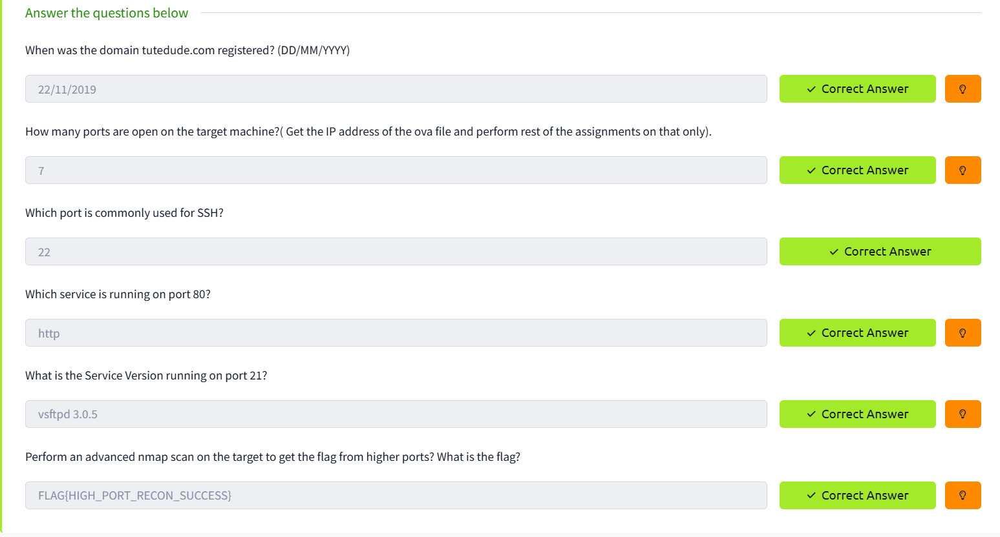 Answer the questions below
When was the domain tutedude.com registered? (DD/MM/YYYY)
22/11/2019
Correct Answer
How many ports are open on the target machine?( Get the IP address of the ova file and perform rest of the assignments on that only).
7
Correct Answer
Which port is commonly used for SSH?
22
Correct Answer
Which service is running on port 80?
http
Correct Answer
What is the Service Version running on port 21?
vsftpd 3.0.5
Correct Answer
Perform an advanced nmap scan on the target to get the flag from higher ports? What is the flag?
FLAG{HIGH_PORT_RECON_SUCCESS}
Correct Answer